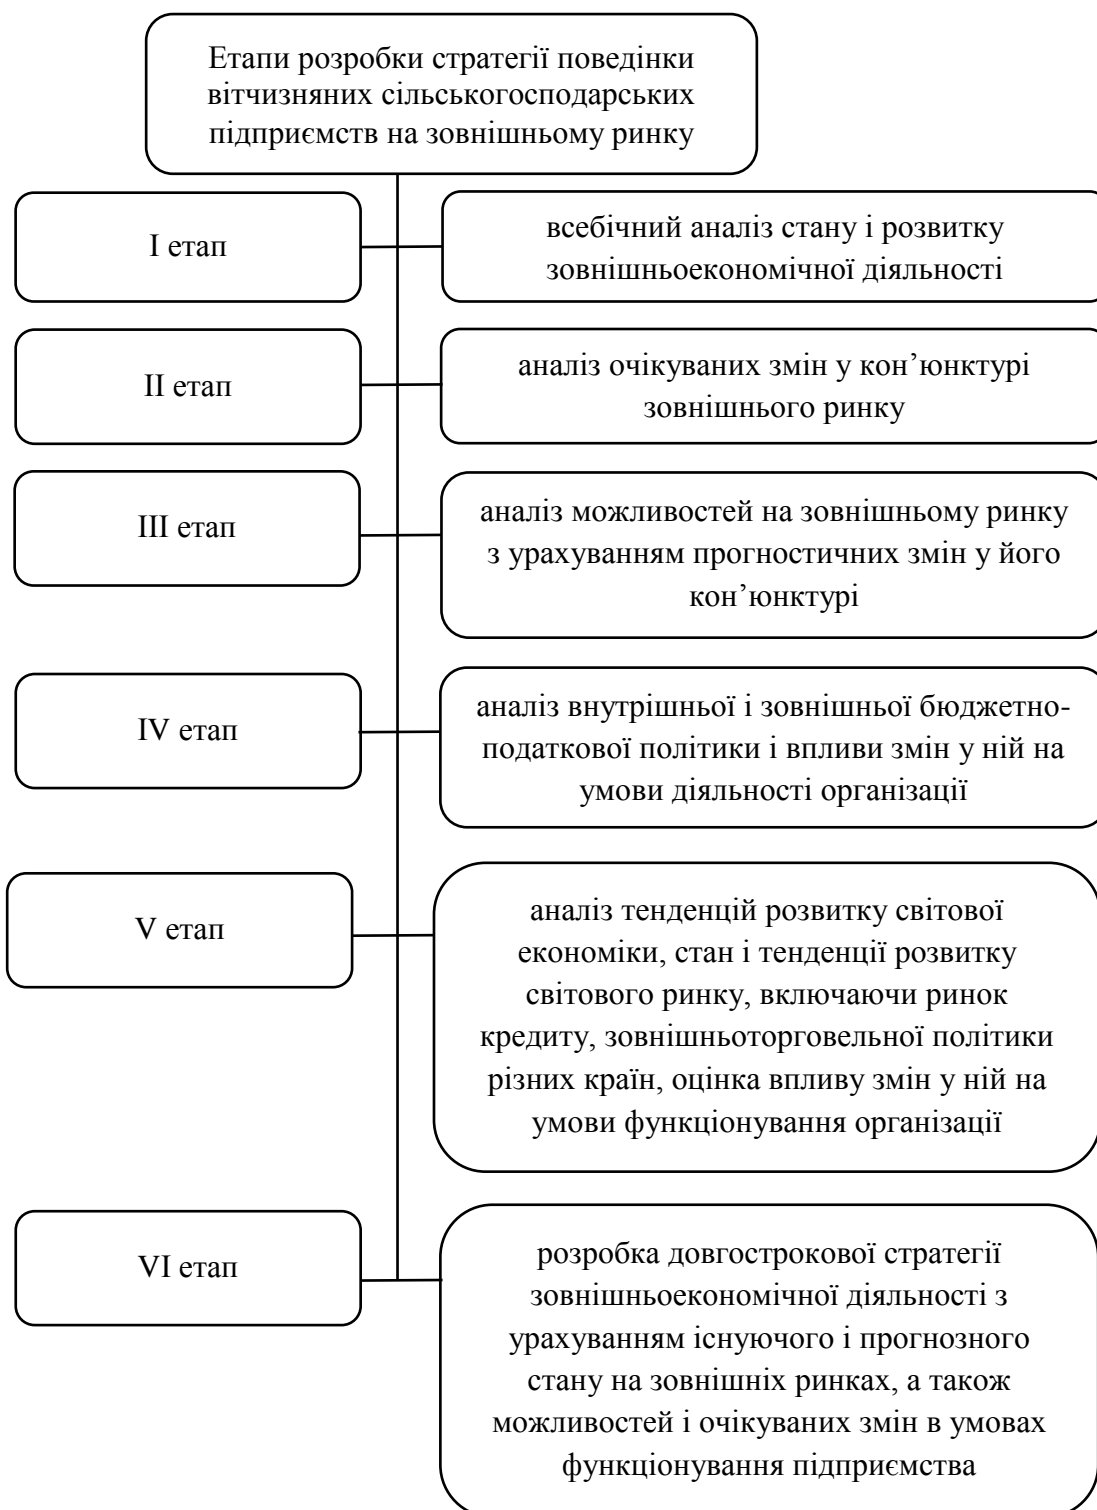 Етапи розробки стратегії поведінки
вітчизняних сільськогосподарських
підприємств на зовнішньому ринку
I етап
всебічний аналіз стану і розвитку
зовнішньоекономічної діяльності
II етап
аналіз очікуваних змін у кон’юнктурі
зовнішнього ринку
III етап
аналіз можливостей на зовнішньому ринку
з урахуванням прогностичних змін у його
кон’юнктурі
IV етап
аналіз внутрішньої і зовнішньої бюджетно-
податкової політики і впливи змін у ній на
умови діяльності організації
V етап
аналіз тенденцій розвитку світової
економіки, стан і тенденції розвитку
світового ринку, включаючи ринок
кредиту, зовнішньоторговельної політики
різних країн, оцінка впливу змін у ній на
умови функціонування організації
VI етап
розробка довгострокової стратегії
зовнішньоекономічної діяльності з
урахуванням існуючого і прогнозного
стану на зовнішніх ринках, а також
можливостей і очікуваних змін в умовах
функціонування підприємства